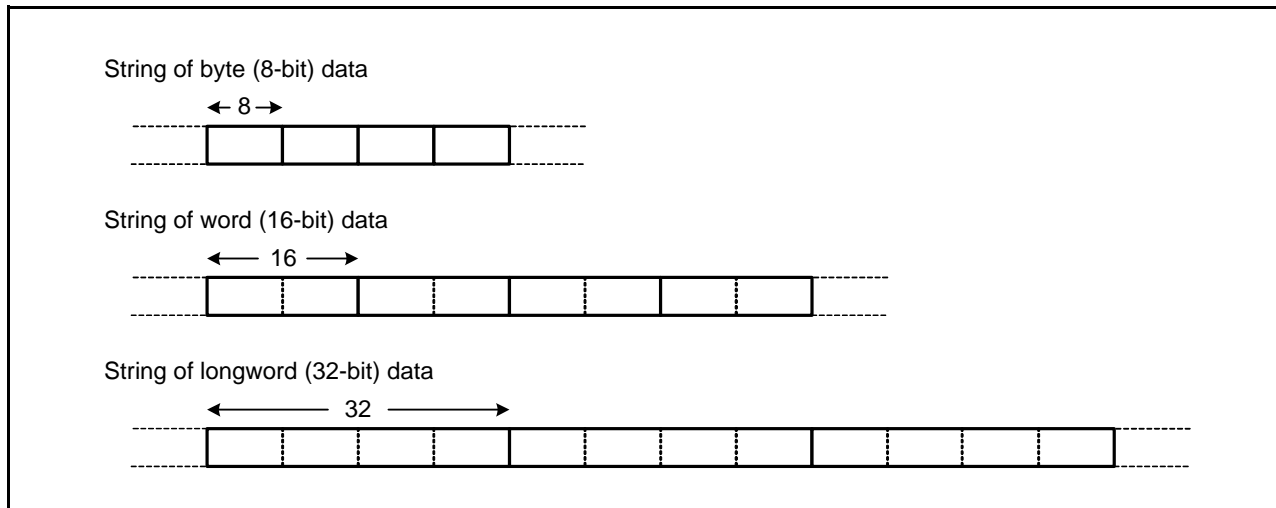 String of byte (8-bit) data
8
String of word (16-bit) data
16
String of longword (32-bit) data
32